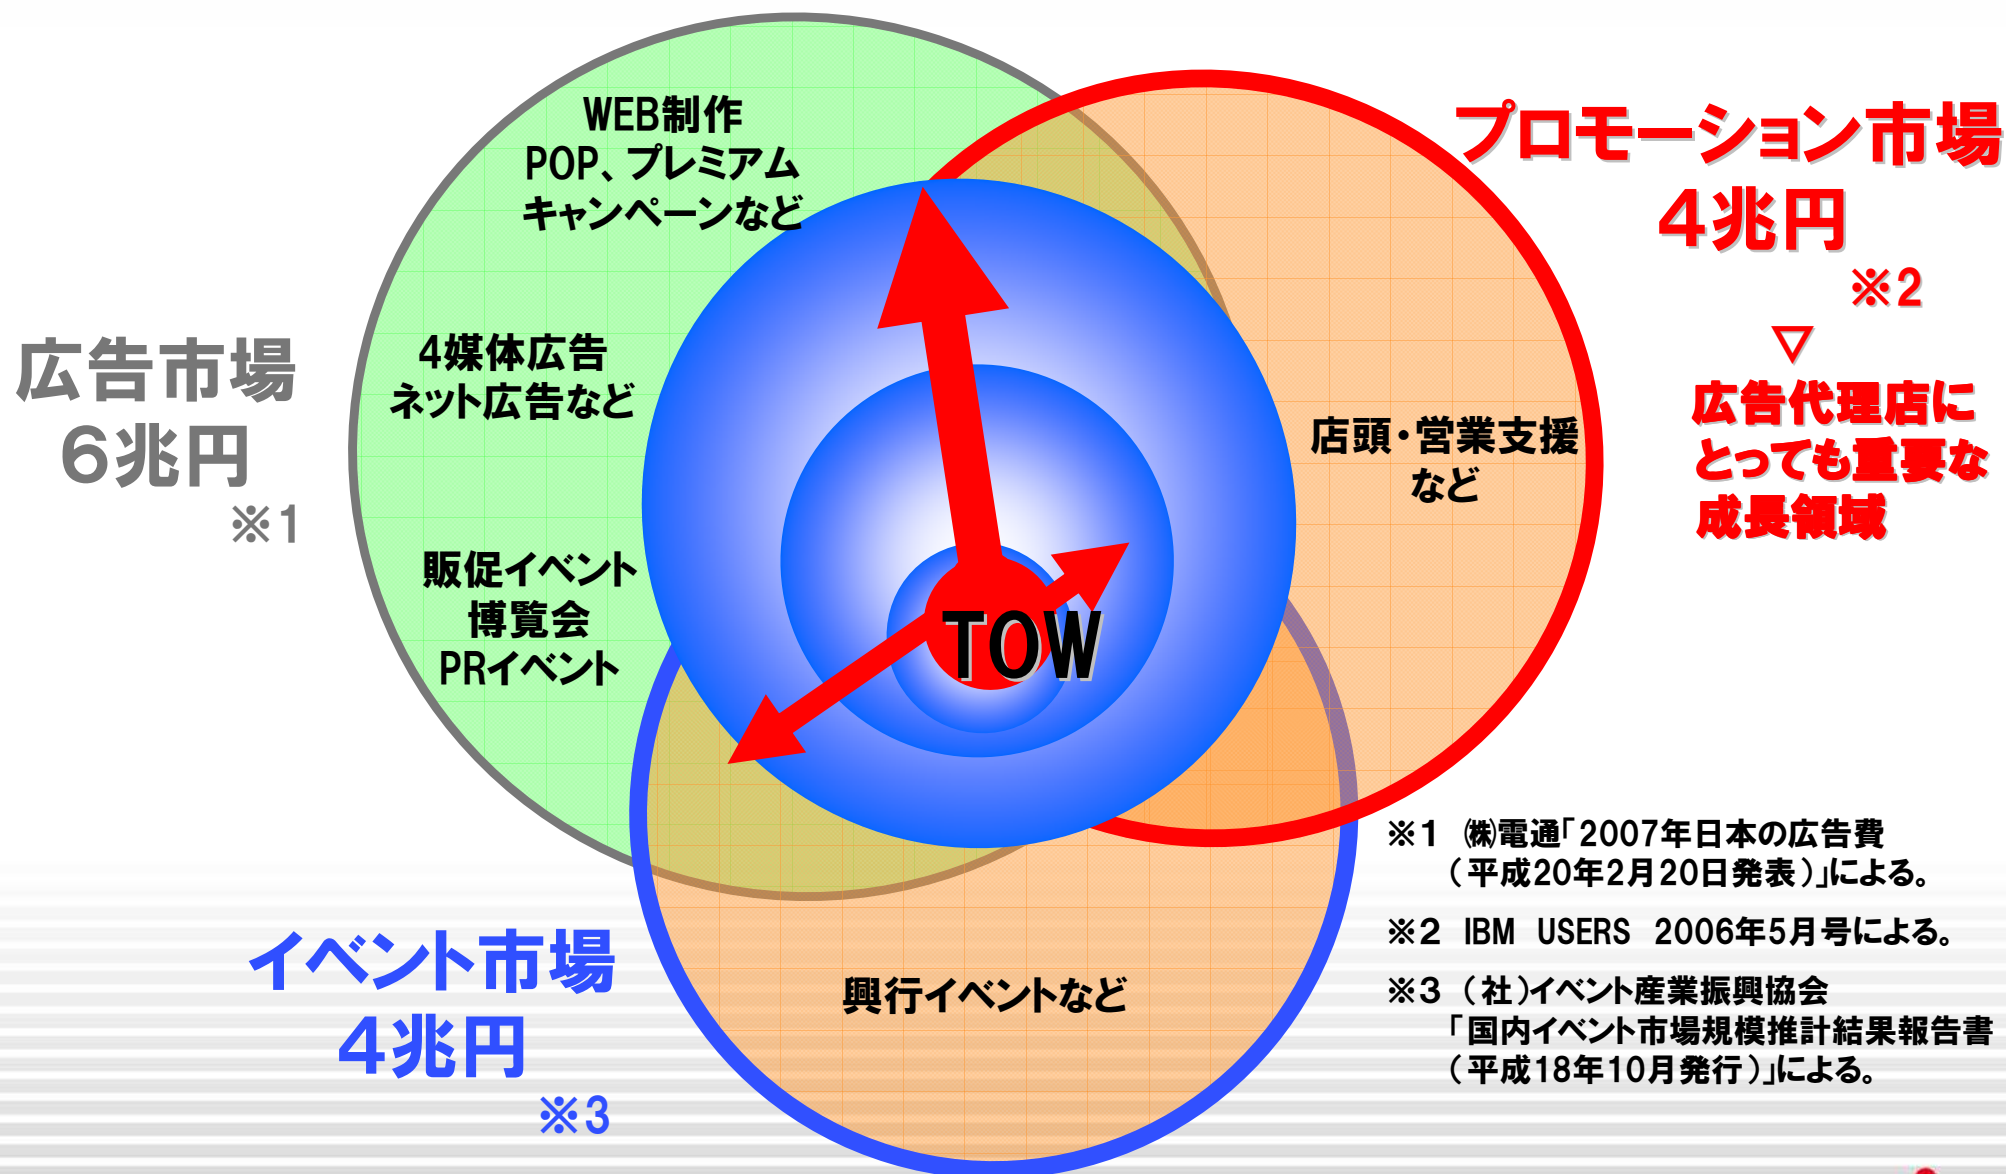 WEB制作
POP、プレミアム
キャンペーンなど
プロモーション市場
4兆円
※2
▽
広告代理店に
とっても重要な
成長領域
広告市場
6兆円
※1
4媒体広告
ネット広告など
店頭・営業支援
など
販促イベント
博覧会
PRイベント
TOW
イベント市場
4兆円
※3
興行イベントなど
※1 ㈱電通「2007年日本の広告費
（平成20年2月20日発表）」による。
※2 IBM USERS 2006年5月号による。
※3 （社）イベント産業振興協会
「国内イベント市場規模推計結果報告書
（平成18年10月発行）」による。